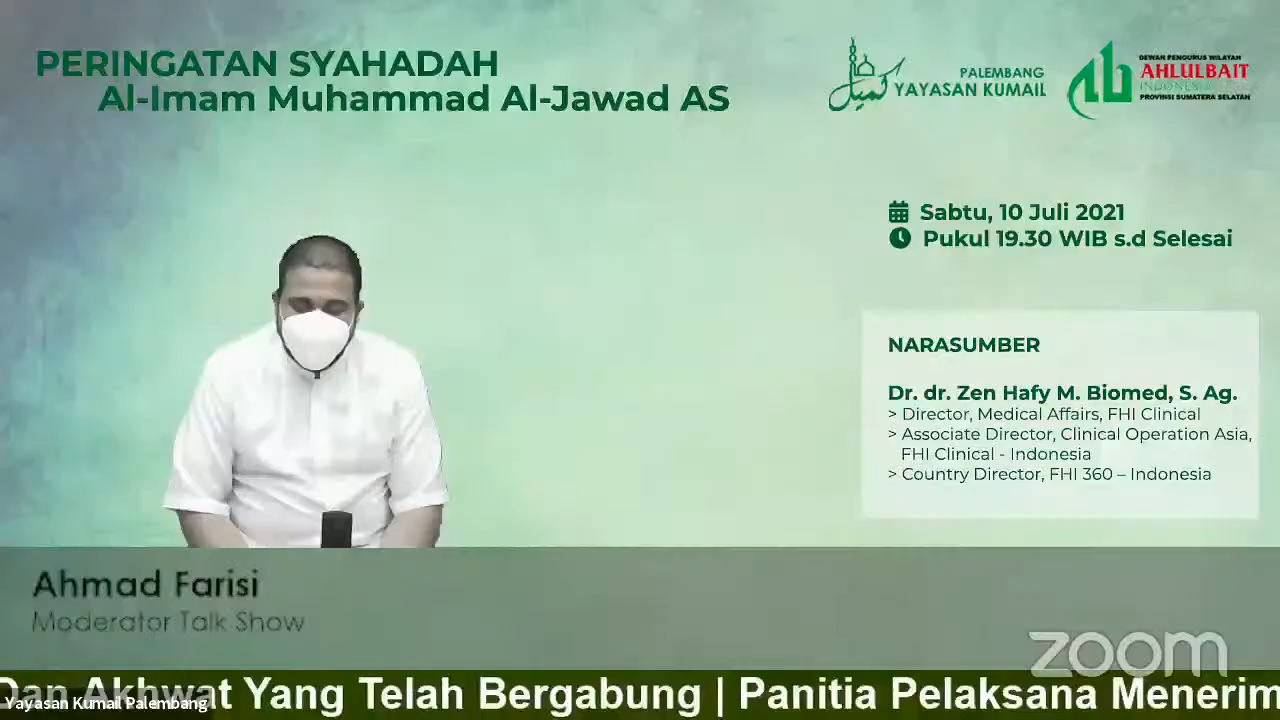 PERINGATAN SYAHADAH
Al-Imam Muhammad Al-Jawad AS
كميل
PALEMBANG
YAYASAN KUMAIL
DEWAN PENGURUS WILAYAH
AHLULBAIT
INDONESIA
PROVINSI SUMATERA SELATAN
Sabtu, 10 Juli 2021
Pukul 19.30 WIB s.d Selesai
NARASUMBER
Dr. dr. Zen Hafy M. Biomed, S. Ag.
> Director, Medical Affairs, FHI Clinical
> Associate Director, Clinical Operation Asia,
FHI Clinical - Indonesia
> Country Director, FHI 360 – Indonesia
Ahmad Farisi
Moderator Talk Show
zoom
Dan Akhwat Yang Telah Bergabung | Panitia Pelaksana Menerim
Yayasan Kumail Palembang